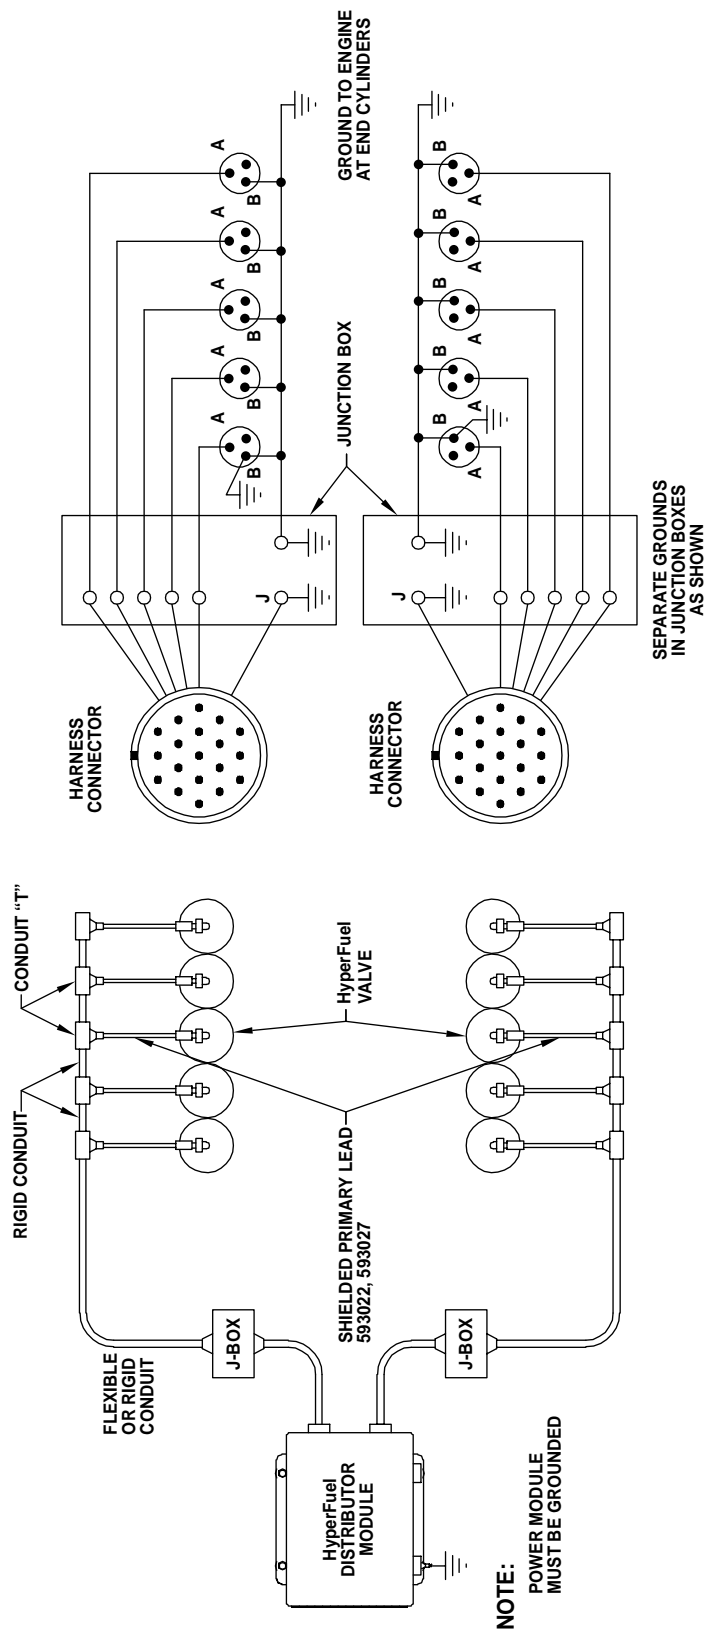 RIGID CONDUIT
CONDUIT "T"
FLEXIBLE
OR RIGID
CONDUIT
J-BOX
HyperFuel
DISTRIBUTOR
MODULE
SHIELDED PRIMARY LEAD
593022, 593027
HyperFuel
VALVE
J-BOX
NOTE:
POWER MODULE
MUST BE GROUNDED
HARNESS
CONNECTOR
J
A
A
A
A
A
B
B
B
B
B
JUNCTION BOX
GROUND TO ENGINE
AT END CYLINDERS
HARNESS
CONNECTOR
J
B
B
B
B
B
A
A
A
A
A
SEPARATE GROUNDS
IN JUNCTION BOXES
AS SHOWN